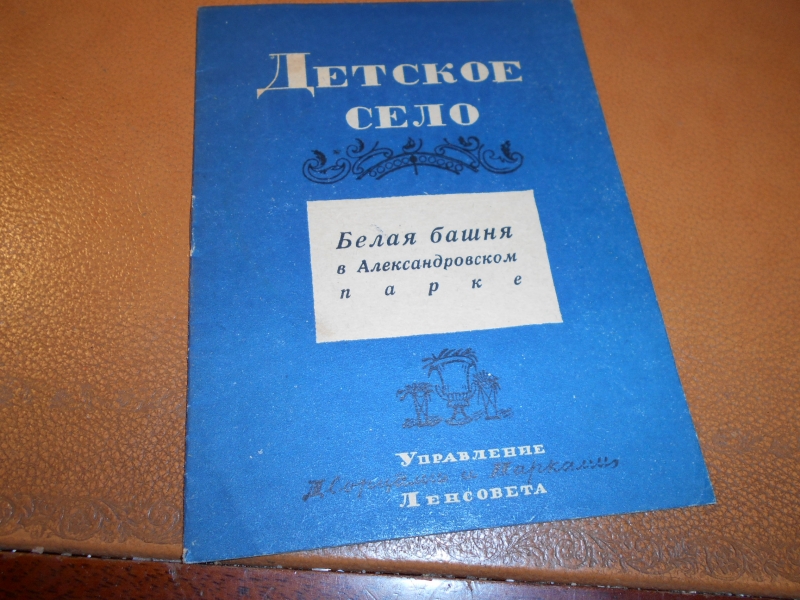 Детское
село
Белая башня
в Александровском
парке
Управление
Дворцами и Парками
Ленсовета